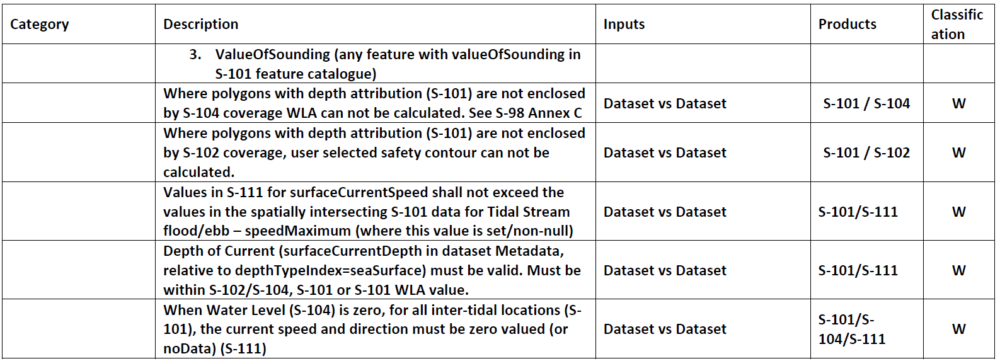 Category Description Inputs Products Classific
ation
3. ValueOfSounding (any feature with valueOfSounding in
S-101 feature catalogue)
Where polygons with depth attribution (S-101) are not enclosed
by S-104 coverage WLA can not be calculated. See S-98 Annex C
Dataset vs Dataset S-101 / S-104 W
Where polygons with depth attribution (S-101) are not enclosed
by S-102 coverage, user selected safety contour can not be
calculated.
Dataset vs Dataset S-101 / S-102 W
Values in S-111 for surfaceCurrentSpeed shall not exceed the
values in the spatially intersecting S-101 data for Tidal Stream
flood/ebb – speedMaximum (where this value is set/non-null)
Dataset vs Dataset S-101/S-111 W
Depth of Current (surfaceCurrentDepth in dataset Metadata,
relative to depthTypeIndex=seaSurface) must be valid. Must be
within S-102/S-104, S-101 or S-101 WLA value.
Dataset vs Dataset S-101/S-111 W
When Water Level (S-104) is zero, for all inter-tidal locations (S-
101), the current speed and direction must be zero valued (or
noData) (S-111)
Dataset vs Dataset S-101/S-
104/S-111 W